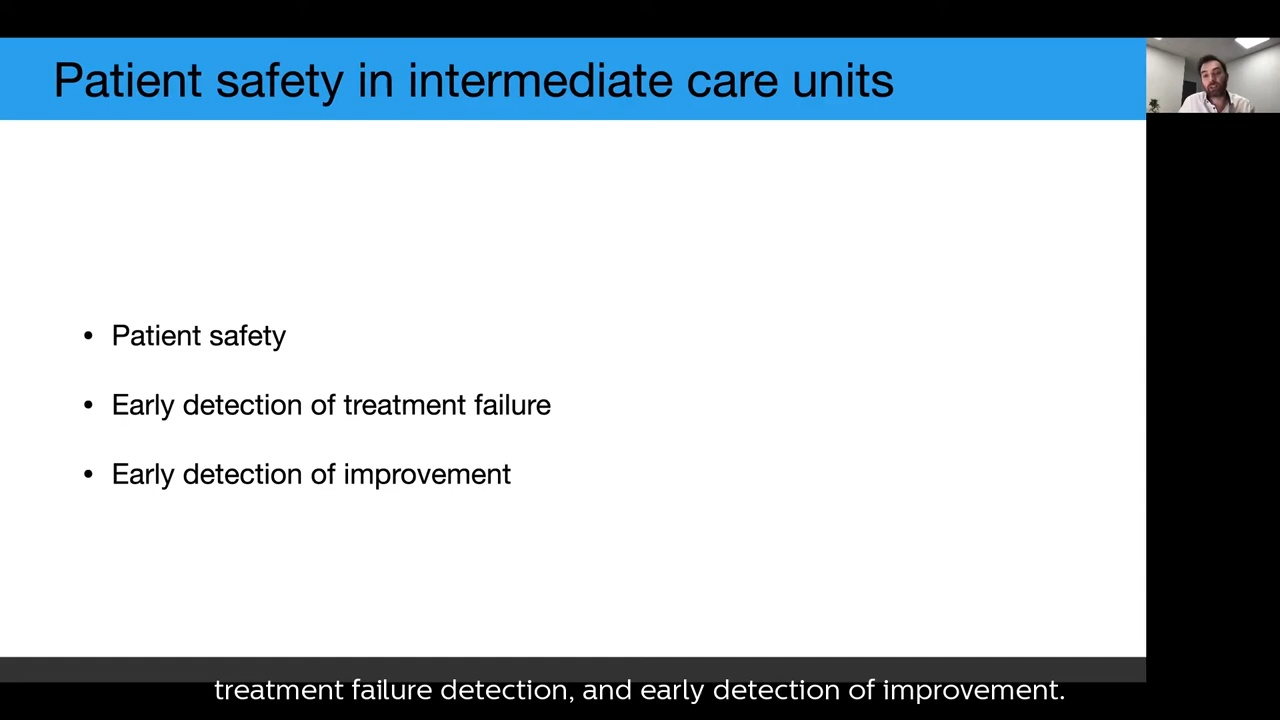 Patient safety in intermediate care units
• Patient safety
• Early detection of treatment failure
• Early detection of improvement
treatment failure detection, and early detection of improvement.